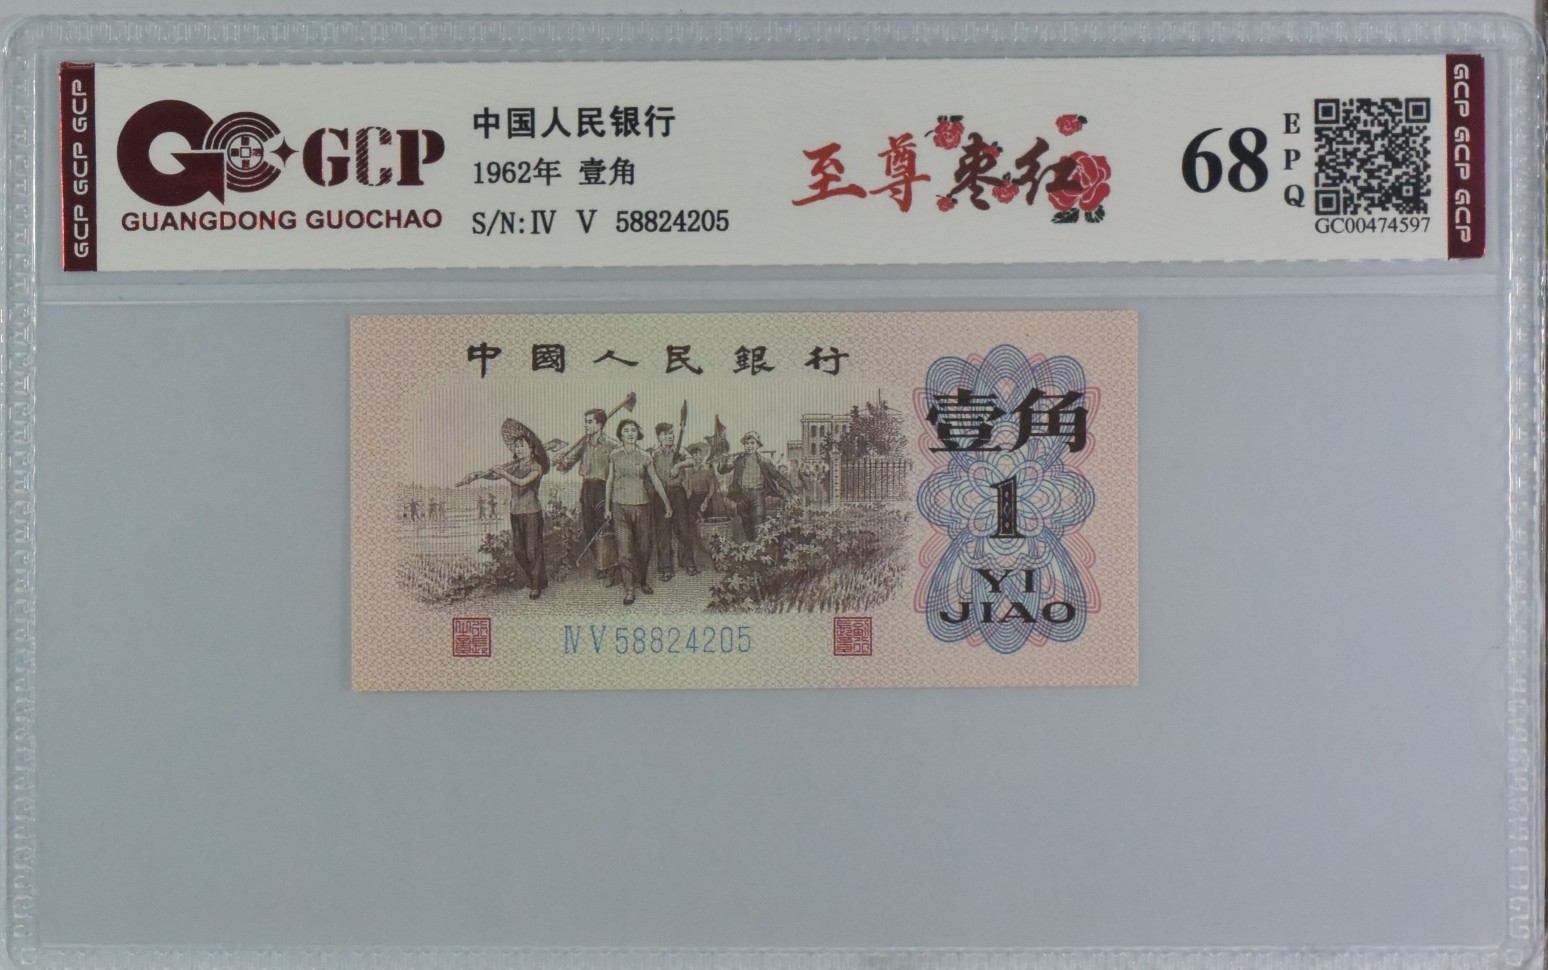 GCP GCP GCP
GCP
GUANGDONG GUOCHAO
中国人民银行
1962年 壹角
S/N:Ⅳ Ⅴ 58824205
至尊枣红
68
EPQ
GC00474597
GCP GCP GCP
中國人民銀行
壹角
1
YI
JIAO
ⅣⅤ58824205